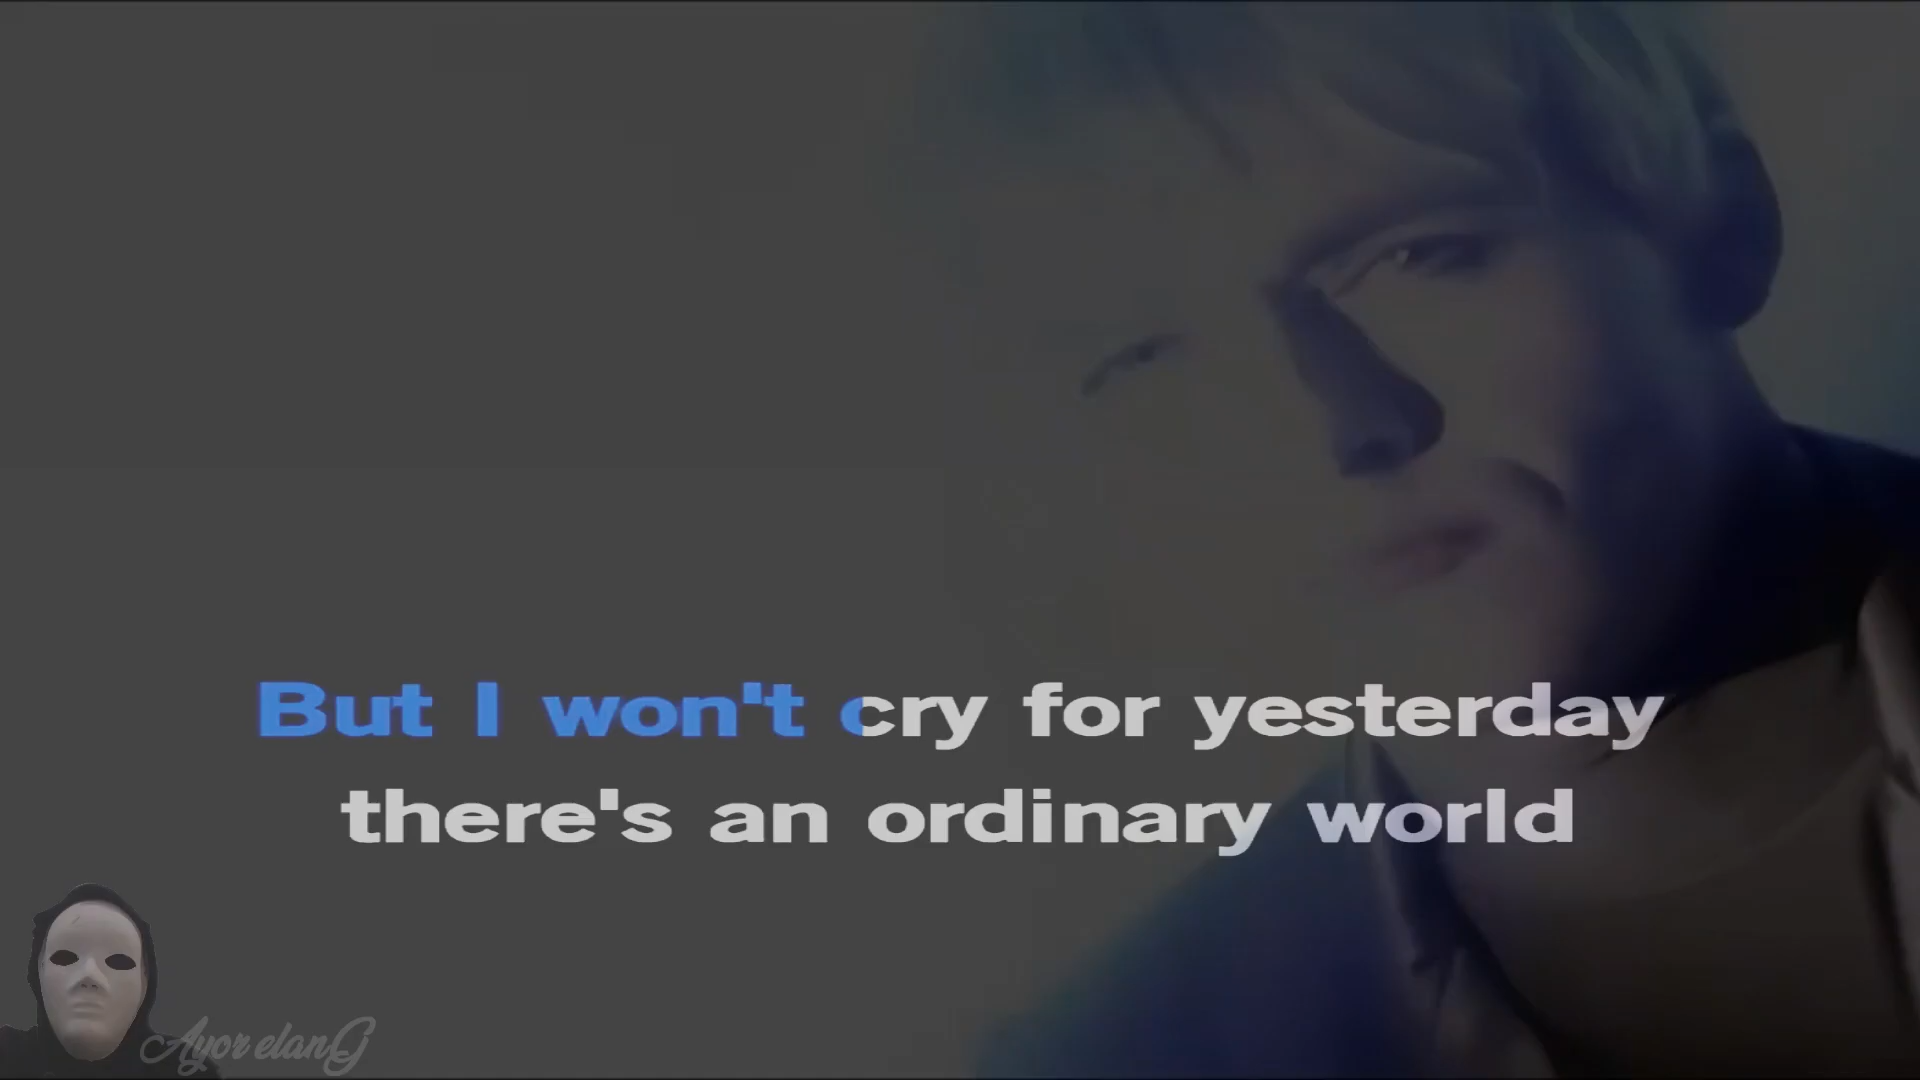 But I won't cry for yesterday
there's an ordinary world
Ayor elanG